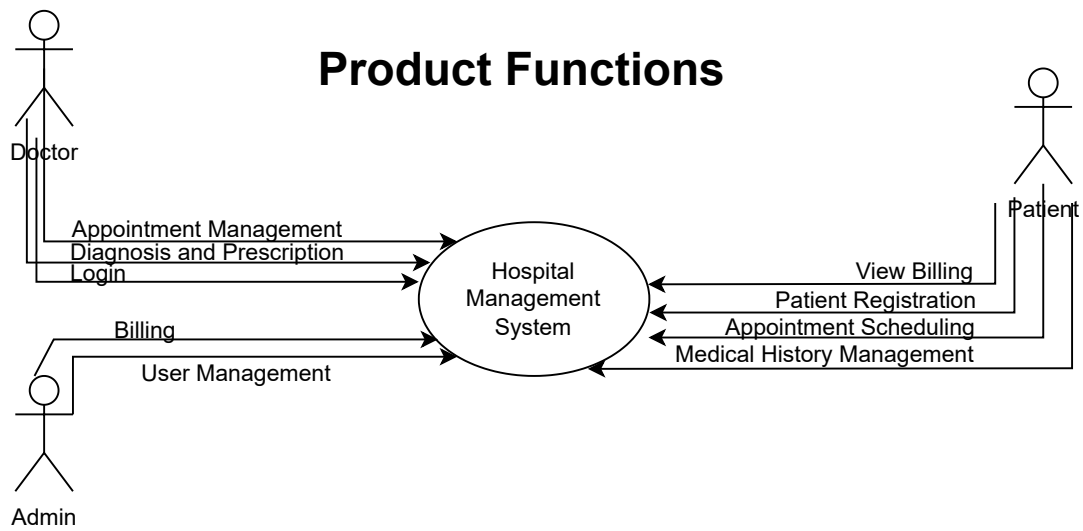 Product Functions
Doctor
Patient
Appointment Management
Diagnosis and Prescription
Login
Hospital
Management
System
View Billing
Patient Registration
Appointment Scheduling
Medical History Management
Billing
User Management
Admin